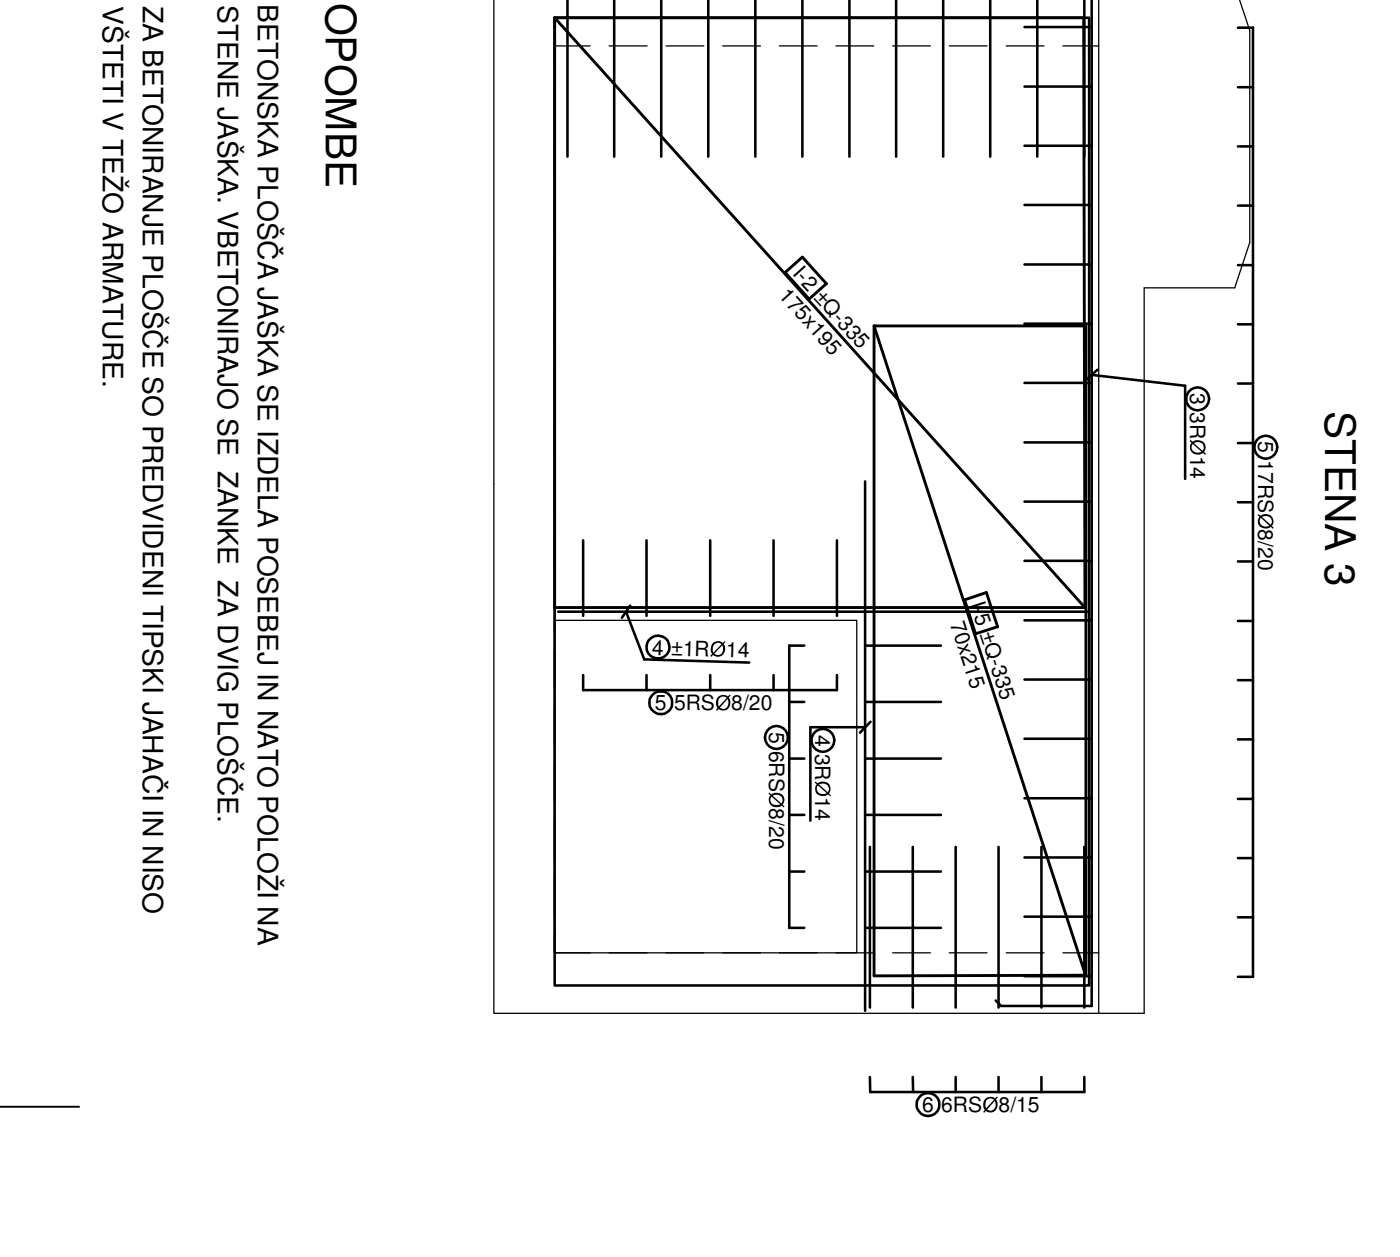 STENA 3
⑤17RSØ8/20
③3RØ14
I-2 ±Q-335
175x195
I-5 ±Q-335
70x215
④±1RØ14
⑤5RSØ8/20
④3RØ14
⑤6RSØ8/20
⑥6RSØ8/15
OPOMBE
BETONSKA PLOŠČA JAŠKA SE IZDELA POSEBEJ IN NATO POLOŽI NA
STENE JAŠKA. VBETONIRAJO SE ZANKE ZA DVIG PLOŠČE.
ZA BETONIRANJE PLOŠČE SO PREDVIDENI TIPSKI JAHAČI IN NISO
VŠTETI V TEŽO ARMATURE.